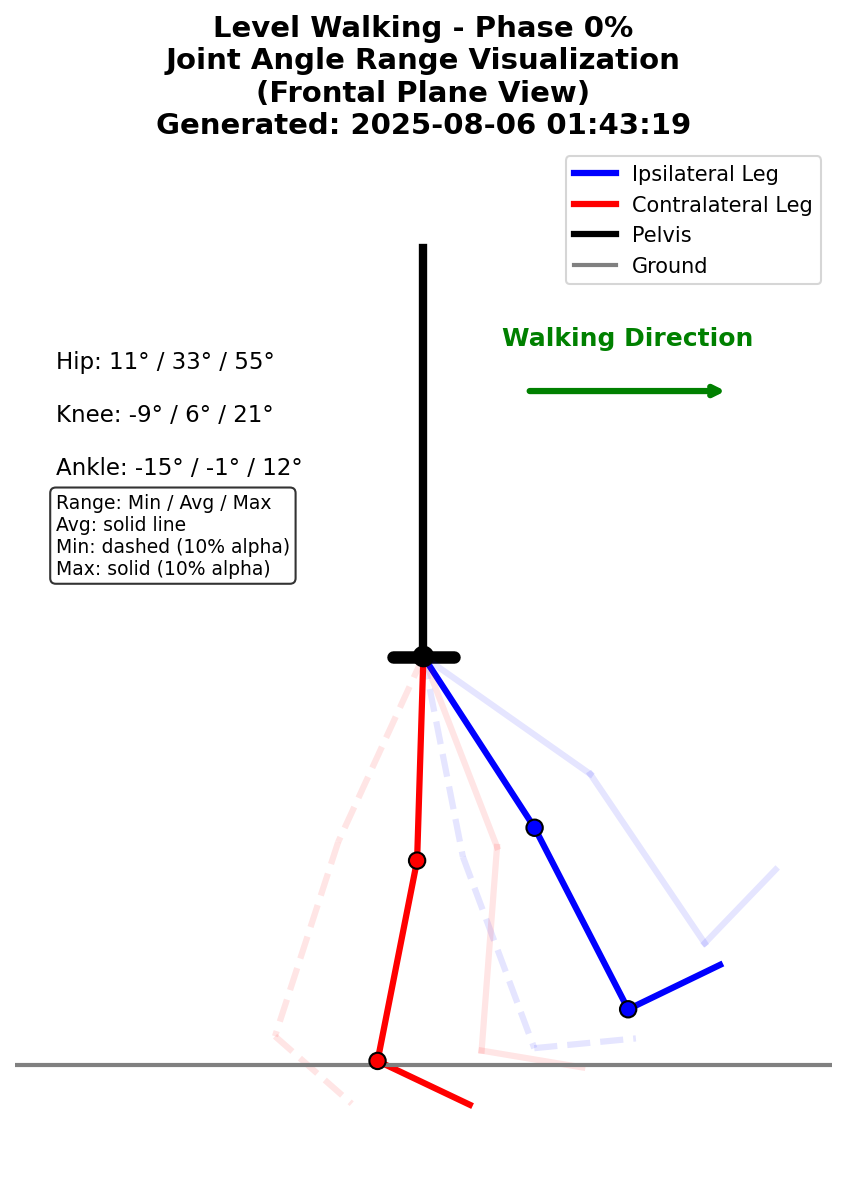 Level Walking - Phase 0%
Joint Angle Range Visualization
(Frontal Plane View)
Generated: 2025-08-06 01:43:19
Ipsilateral Leg
Contralateral Leg
Pelvis
Ground
Walking Direction
Hip: 11° / 33° / 55°
Knee: -9° / 6° / 21°
Ankle: -15° / -1° / 12°
Range: Min / Avg / Max
Avg: solid line
Min: dashed (10% alpha)
Max: solid (10% alpha)